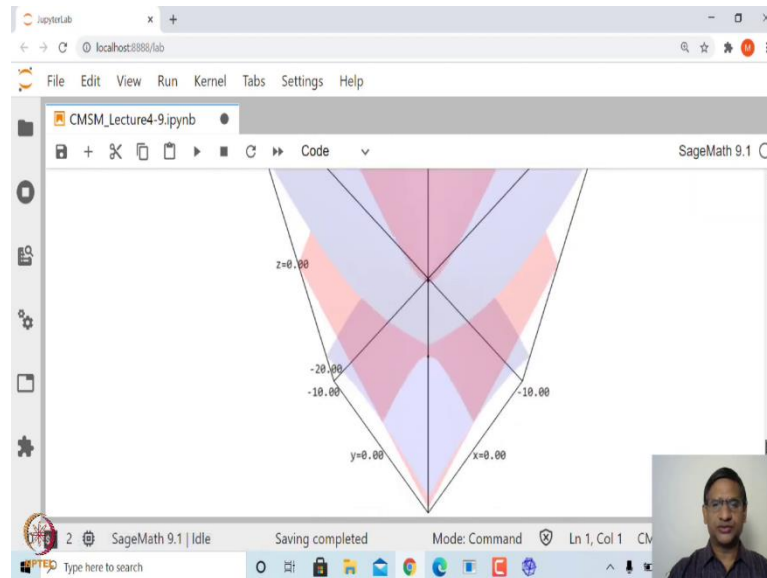 JupyterLab
localhost:8888/lab
M
File Edit View Run Kernel Tabs Settings Help
CMSM_Lecture4-9.ipynb
Code
SageMath 9.1
z=0.00
-20.00
-10.00
-10.00
y=0.00
x=0.00
2 SageMath 9.1 | Idle Saving completed Mode: Command Ln 1, Col 1 CM
NPTEL
Type here to search